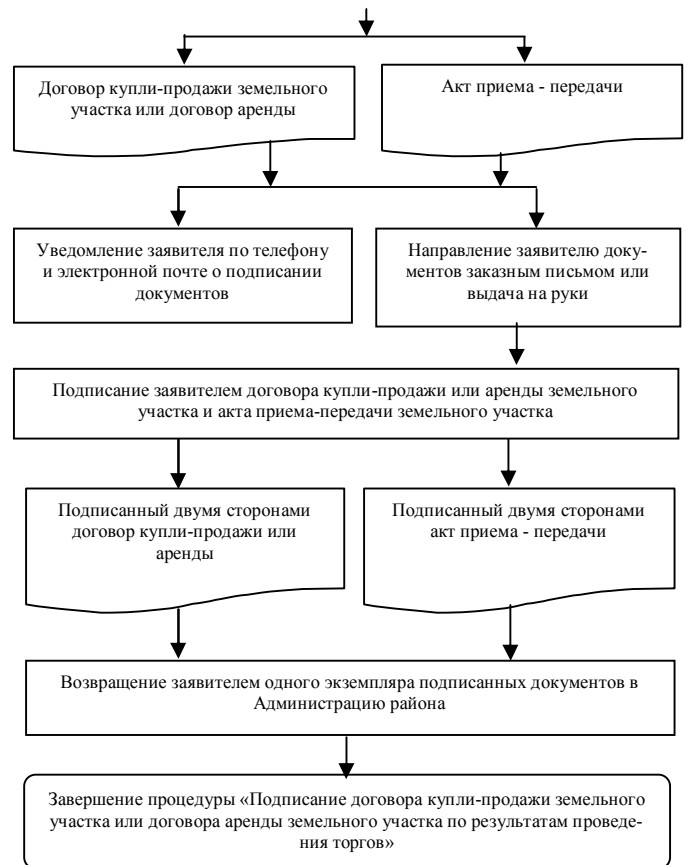 Договор купли-продажи земельного
участка или договор аренды
Акт приема - передачи
Уведомление заявителя по телефону
и электронной почте о подписании
документов
Направление заявителю доку-
ментов заказным письмом или
выдача на руки
Подписание заявителем договора купли-продажи или аренды земельного
участка и акта приема-передачи земельного участка
Подписанный двумя сторонами
договор купли-продажи или
аренды
Подписанный двумя сторонами
акт приема - передачи
Возвращение заявителем одного экземпляра подписанных документов в
Администрацию района
Завершение процедуры «Подписание договора купли-продажи земельного
участка или договора аренды земельного участка по результатам проведе-
ния торгов»